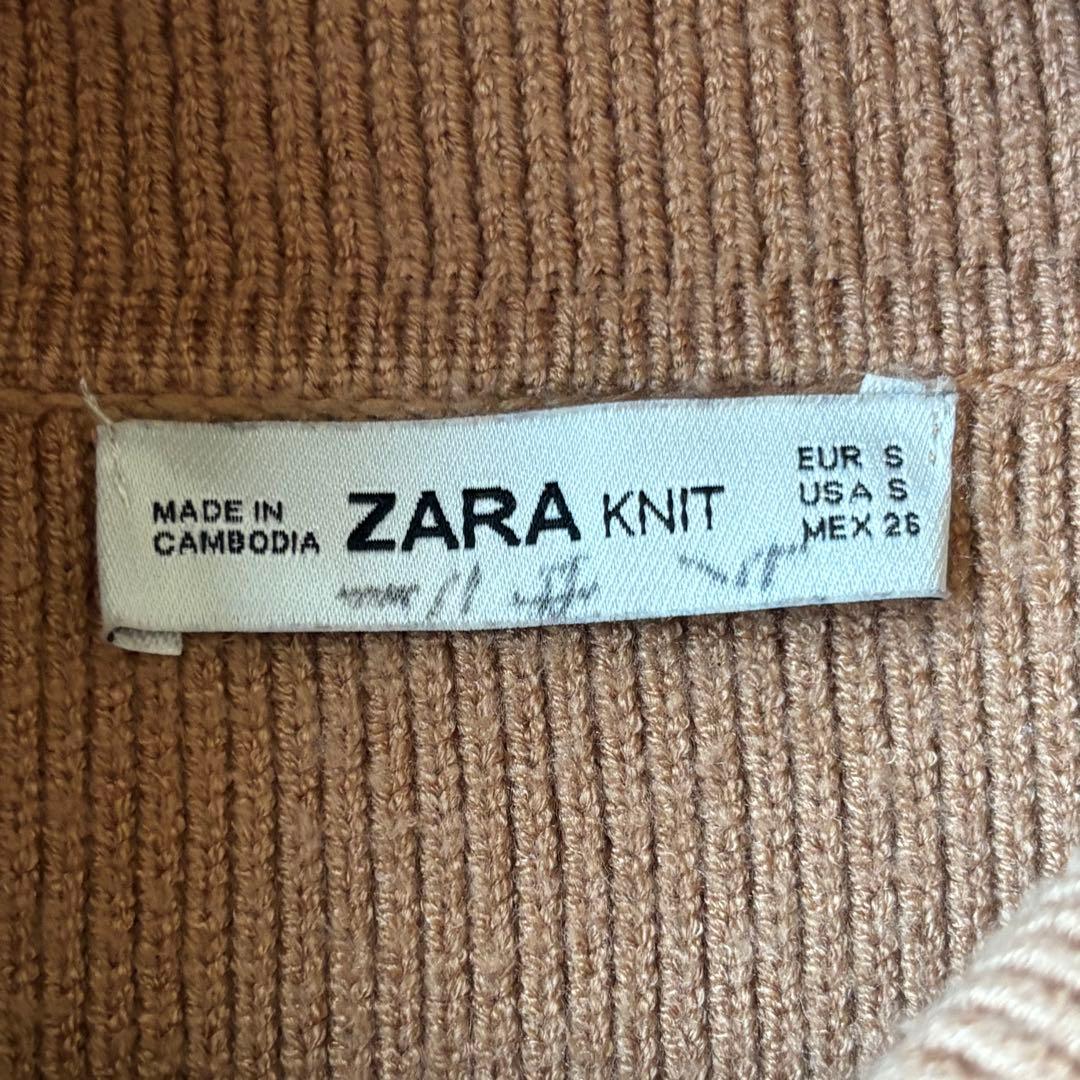 MADE IN
CAMBODIA
ZARA KNIT
EUR S
USA S
MEX 26